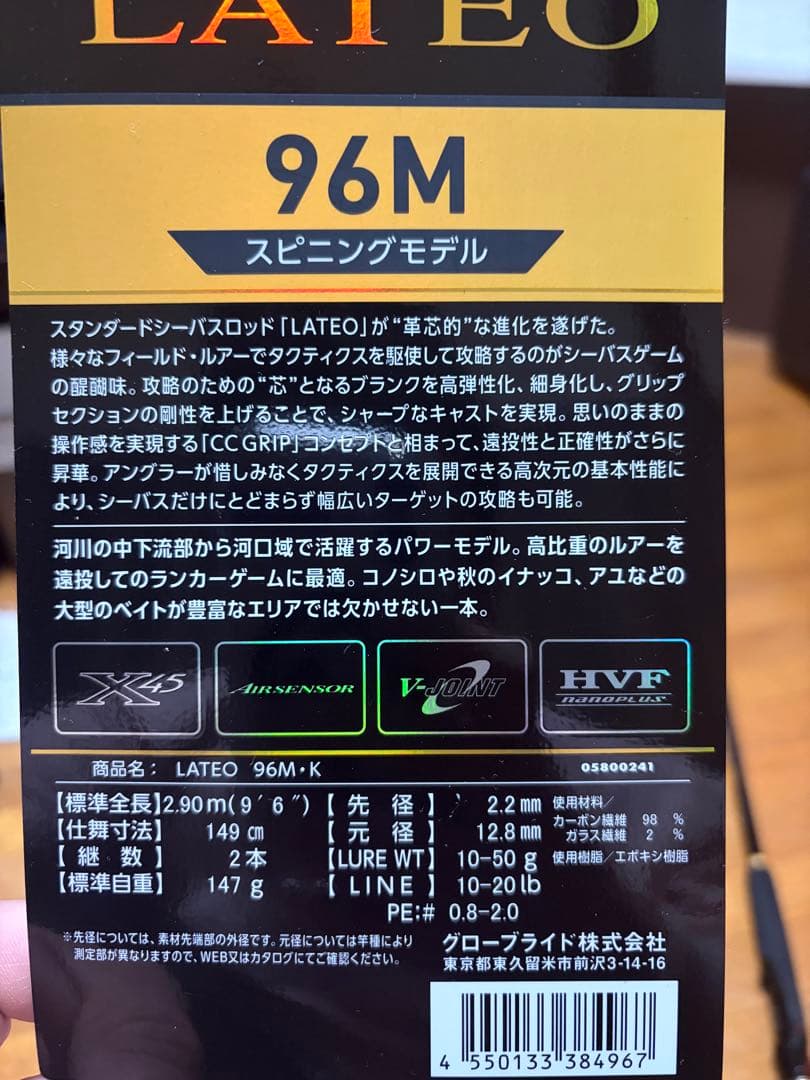 LATEO
96M
スピニングモデル
スタンダードシーバスロッド「LATEO」が“革芯的”な進化を遂げた。
様々なフィールド・ルアーでタクティクスを駆使して攻略するのがシーバスゲーム
の醍醐味。攻略のための“芯”となるブランクを高弾性化、細身化し、グリップ
セクションの剛性を上げることで、シャープなキャストを実現。思いのままの
操作感を実現する「CC GRIP」コンセプトと相まって、遠投性と正確性がさらに
昇華。アングラーが惜しみなくタクティクスを展開できる高次元の基本性能に
より、シーバスだけにとどまらず幅広いターゲットの攻略も可能。
河川の中下流部から河口域で活躍するパワーモデル。高比重のルアーを
遠投してのランカーゲームに最適。コノシロや秋のイナッコ、アユなどの
大型のベイトが豊富なエリアでは欠かせない一本。
X45 AIRSENSOR V-JOINT HVF nanoplus
商品名: LATEO 96M・K 05800241
【標準全長】2.90m(9′6″) 【先径】 2.2mm 使用材料/
カーボン繊維 98 %
【仕舞寸法】 149cm 【元径】 12.8mm ガラス繊維 2 %
【継数】 2本 【LURE WT】 10-50g 使用樹脂/エポキシ樹脂
【標準自重】 147g 【LINE】 10-20lb
PE:# 0.8-2.0
※先径については、素材先端部の外径です。元径については竿種により
測定部が異なりますので、WEB又はカタログにてご確認ください。
グローブライド株式会社
東京都東久留米市前沢3-14-16
4 550133 384967